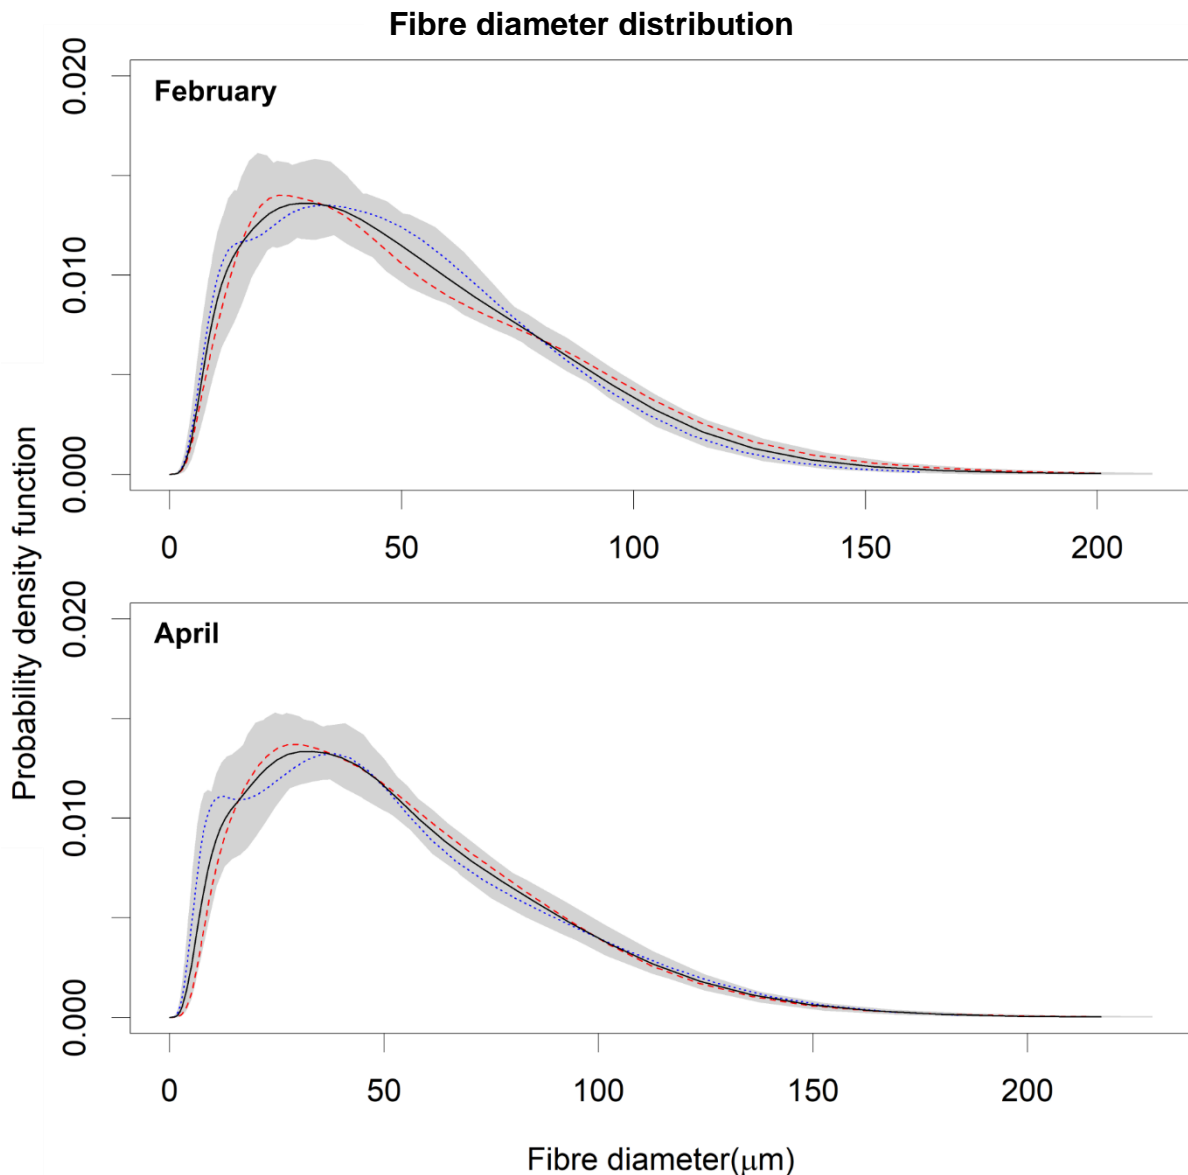 Fibre diameter distribution
February
0.020
0.010
0.000
0 50 100 150 200
Probability density function
April
0.020
0.010
0.000
0 50 100 150 200
Fibre diameter(μm)